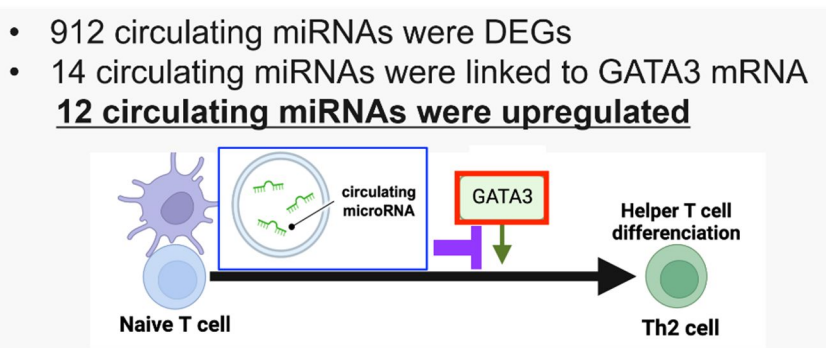 • 912 circulating miRNAs were DEGs
• 14 circulating miRNAs were linked to GATA3 mRNA
12 circulating miRNAs were upregulated
circulating
microRNA
GATA3
Helper T cell
differenciation
Naive T cell
Th2 cell